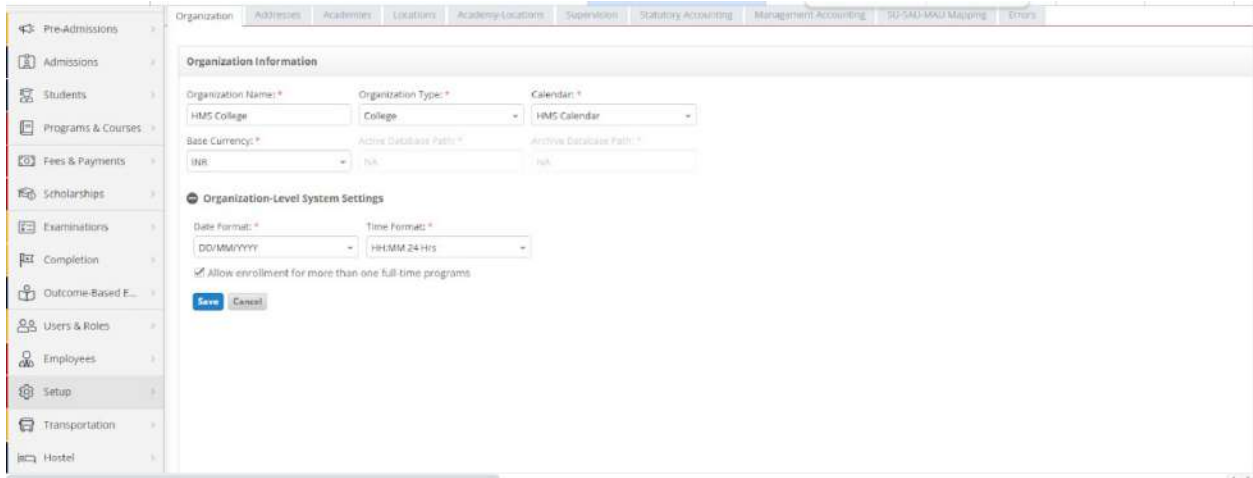 Organization Addresses Academies Locations Academy-Locations Supervision Statutory Accounting Management Accounting SU-SAU-MAU Mapping Errors
Pre-Admissions
Admissions
Students
Programs & Courses
Fees & Payments
Scholarships
Examinations
Completion
Outcome-Based E...
Users & Roles
Employees
Setup
Transportation
Hostel
Organization Information
Organization Name: * Organization Type: * Calendar: *
HMS College College HMS Calendar
Base Currency: * Active Database Path: * Archive Database Path: *
INR NA NA
Organization-Level System Settings
Date Format: * Time Format: *
DD/MM/YYYY HH:MM 24 Hrs
Allow enrollment for more than one full-time programs
Save Cancel